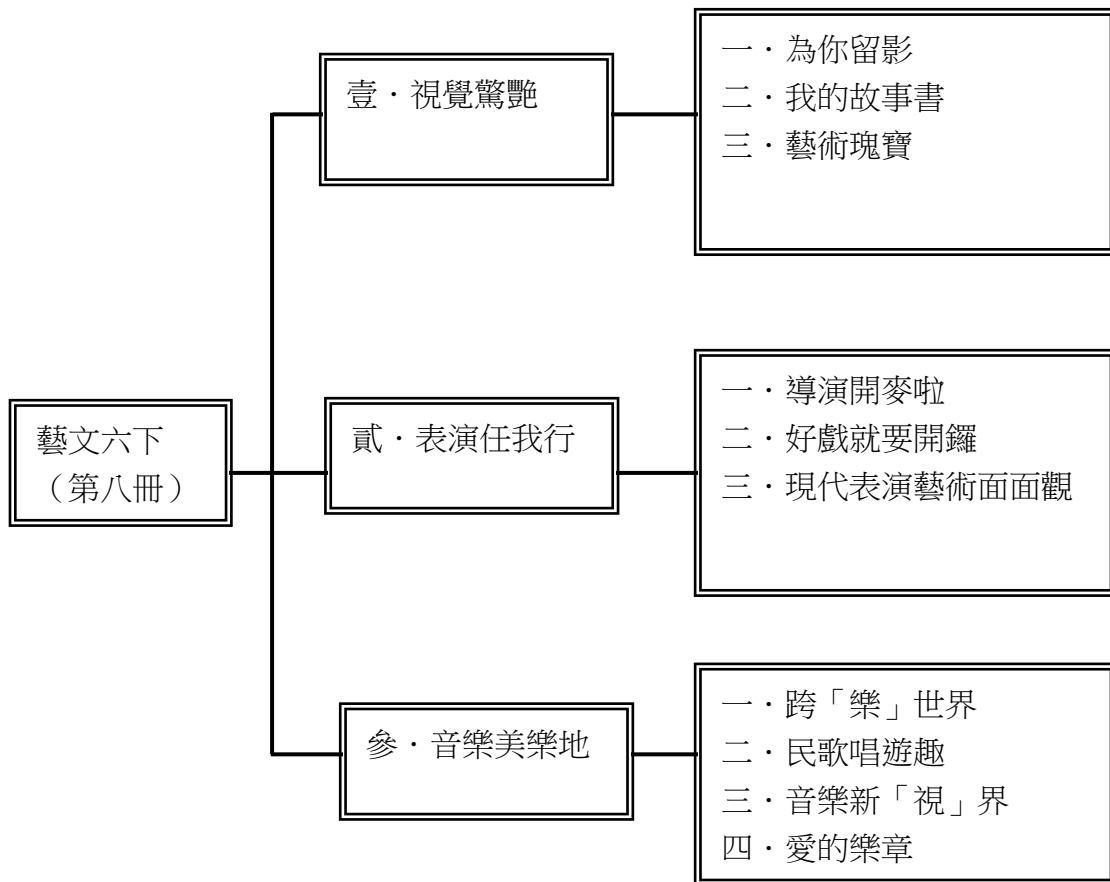 藝文六下
（第八冊）
壹．視覺驚艷
一．為你留影
二．我的故事書
三．藝術瑰寶
貳．表演任我行
一．導演開麥啦
二．好戲就要開鑼
三．現代表演藝術面面觀
參．音樂美樂地
一．跨「樂」世界
二．民歌唱遊趣
三．音樂新「視」界
四．愛的樂章